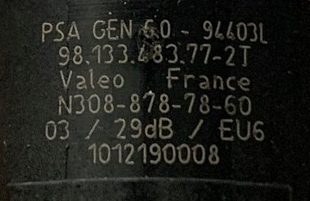 PSA GEN 6.0 - 94403L
98.133.483.77-2T
Valeo France
N308-878-78-60
03 / 29dB / EU6
1012190008